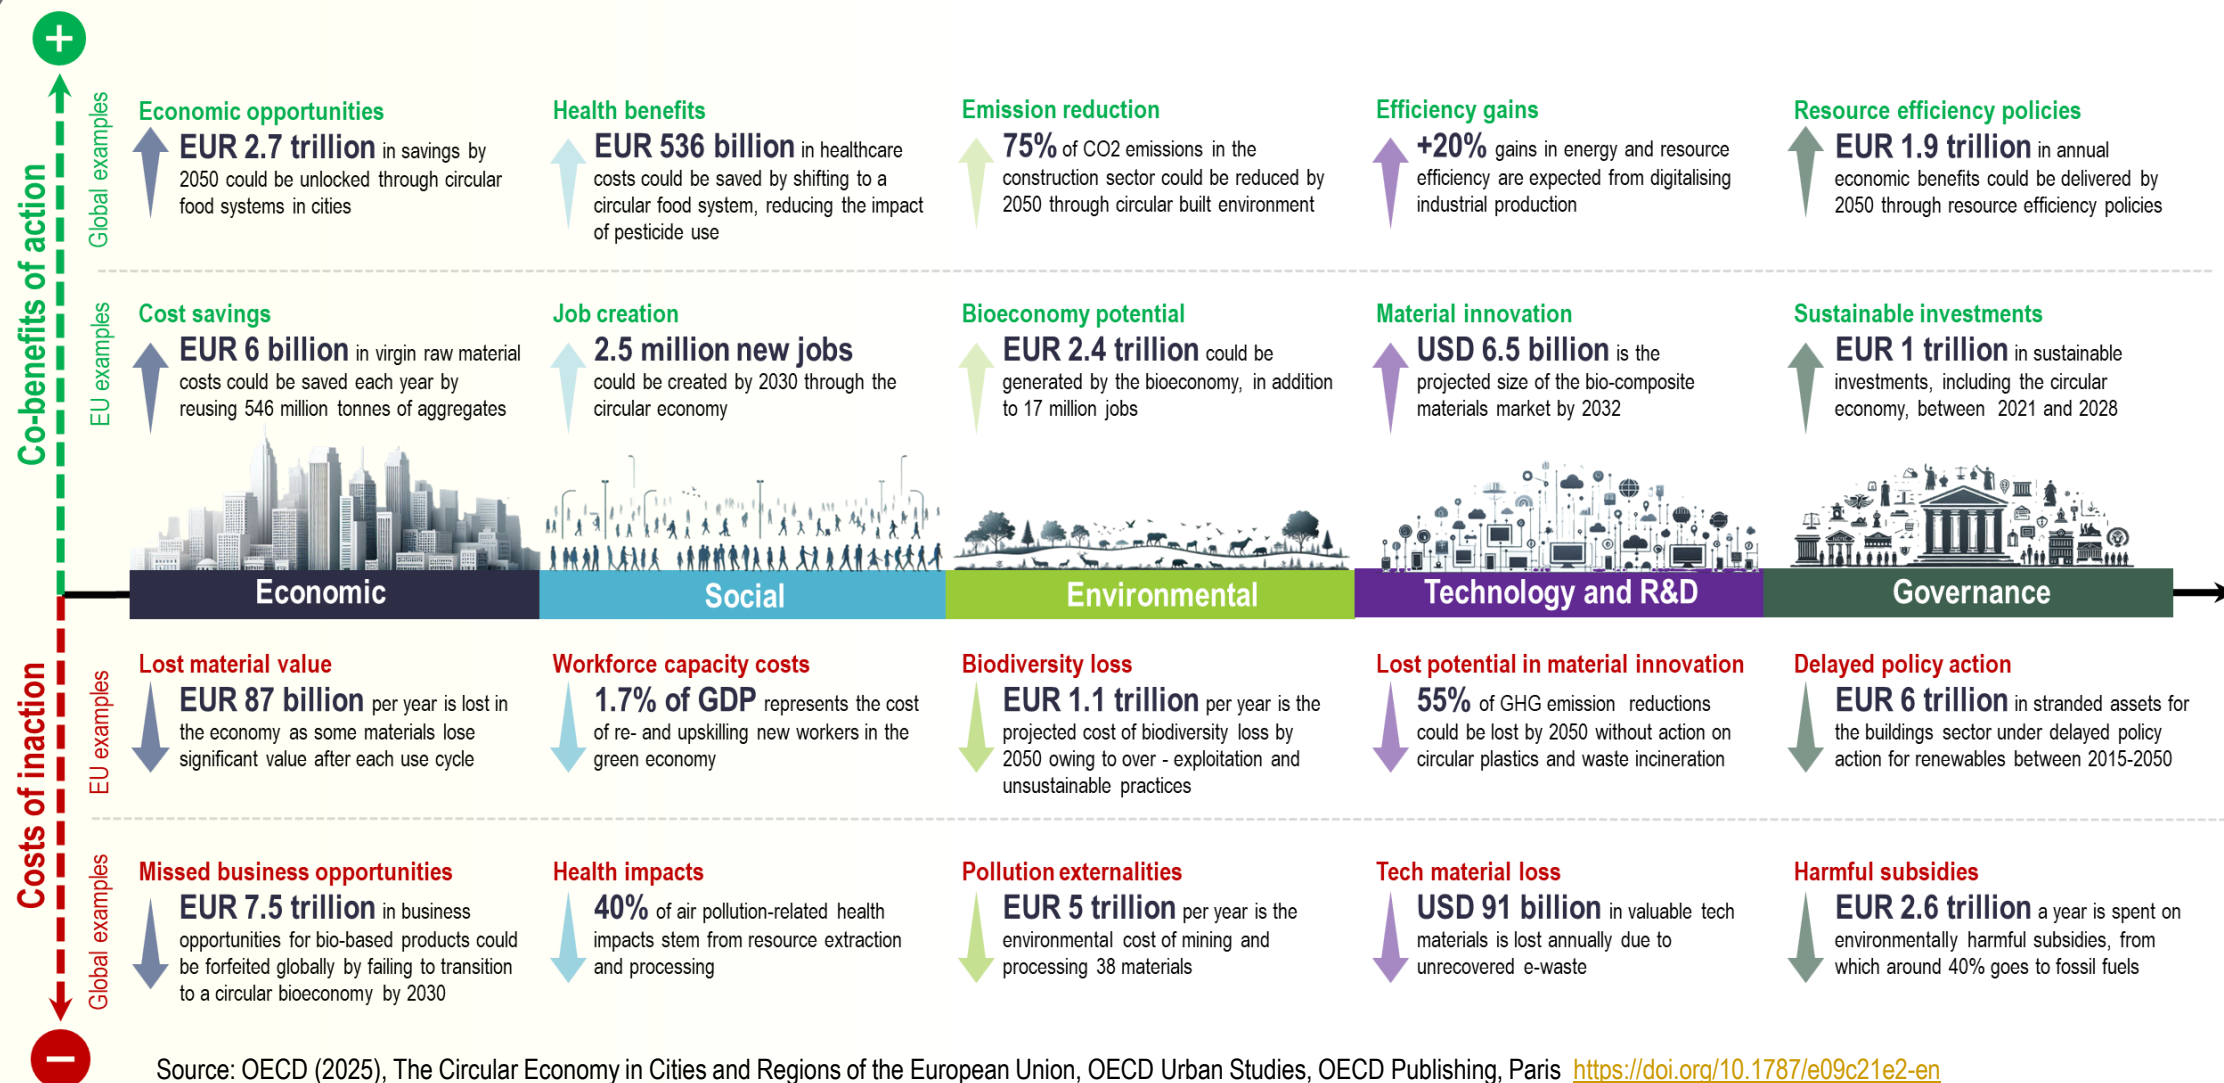 +
Co-benefits of action
Global examples
Economic opportunities
EUR 2.7 trillion in savings by
2050 could be unlocked through circular
food systems in cities
Health benefits
EUR 536 billion in healthcare
costs could be saved by shifting to a
circular food system, reducing the impact
of pesticide use
Emission reduction
75% of CO2 emissions in the
construction sector could be reduced by
2050 through circular built environment
Efficiency gains
+20% gains in energy and resource
efficiency are expected from digitalising
industrial production
Resource efficiency policies
EUR 1.9 trillion in annual
economic benefits could be delivered by
2050 through resource efficiency policies
EU examples
Cost savings
EUR 6 billion in virgin raw material
costs could be saved each year by
reusing 546 million tonnes of aggregates
Job creation
2.5 million new jobs
could be created by 2030 through the
circular economy
Bioeconomy potential
EUR 2.4 trillion could be
generated by the bioeconomy, in addition
to 17 million jobs
Material innovation
USD 6.5 billion is the
projected size of the bio-composite
materials market by 2032
Sustainable investments
EUR 1 trillion in sustainable
investments, including the circular
economy, between 2021 and 2028
Economic
Social
Environmental
Technology and R&D
Governance
Costs of inaction
EU examples
Lost material value
EUR 87 billion per year is lost in
the economy as some materials lose
significant value after each use cycle
Workforce capacity costs
1.7% of GDP represents the cost
of re- and upskilling new workers in the
green economy
Biodiversity loss
EUR 1.1 trillion per year is the
projected cost of biodiversity loss by
2050 owing to over - exploitation and
unsustainable practices
Lost potential in material innovation
55% of GHG emission reductions
could be lost by 2050 without action on
circular plastics and waste incineration
Delayed policy action
EUR 6 trillion in stranded assets for
the buildings sector under delayed policy
action for renewables between 2015-2050
Global examples
Missed business opportunities
EUR 7.5 trillion in business
opportunities for bio-based products could
be forfeited globally by failing to transition
to a circular bioeconomy by 2030
Health impacts
40% of air pollution-related health
impacts stem from resource extraction
and processing
Pollution externalities
EUR 5 trillion per year is the
environmental cost of mining and
processing 38 materials
Tech material loss
USD 91 billion in valuable tech
materials is lost annually due to
unrecovered e-waste
Harmful subsidies
EUR 2.6 trillion a year is spent on
environmentally harmful subsidies, from
which around 40% goes to fossil fuels
−
Source: OECD (2025), The Circular Economy in Cities and Regions of the European Union, OECD Urban Studies, OECD Publishing, Paris https://doi.org/10.1787/e09c21e2-en